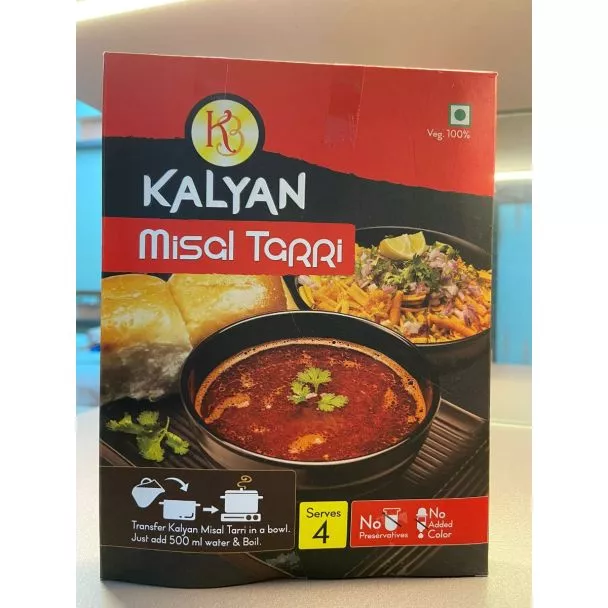 KB
KALYAN
Misal Tarri
Veg. 100%
Transfer Kalyan Misal Tarri in a bowl.
Just add 500 ml water & Boil.
Serves
4
No
Preservatives
No
Added
Color